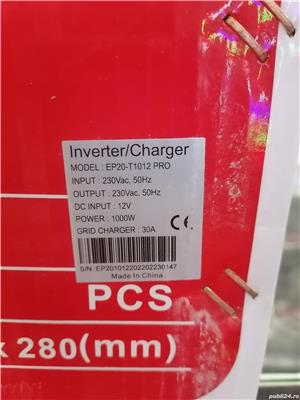 Inverter/Charger
MODEL : EP20-T1012 PRO
INPUT : 230Vac, 50Hz
OUTPUT : 230Vac, 50Hz
DC INPUT : 12V
POWER : 1000W
GRID CHARGER : 30A
CE
S/N: EP201012202202230147
Made In China
PCS
x 280(mm)
publi24.ro